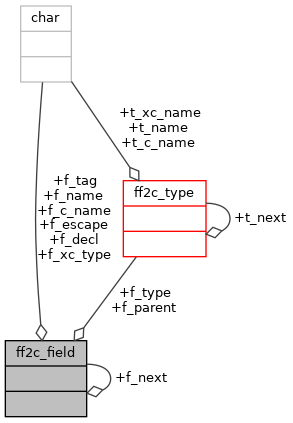 char
+t_xc_name
+t_name
+t_c_name
+f_tag
+f_name
+f_c_name
+f_escape
+f_decl
+f_xc_type
ff2c_type
+t_next
+f_type
+f_parent
ff2c_field
+f_next